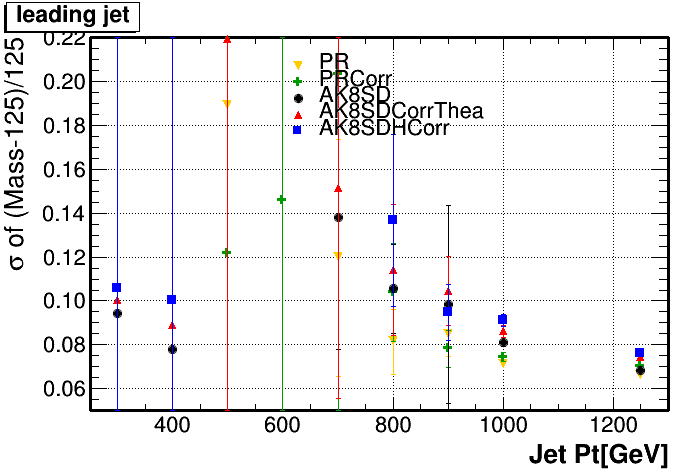 leading jet
σ of (Mass-125)/125
0.22
0.20
0.18
0.16
0.14
0.12
0.10
0.08
0.06
PR
PRCorr
AK8SD
AK8SDCorrThea
AK8SDHCorr
400 600 800 1000 1200
Jet Pt[GeV]